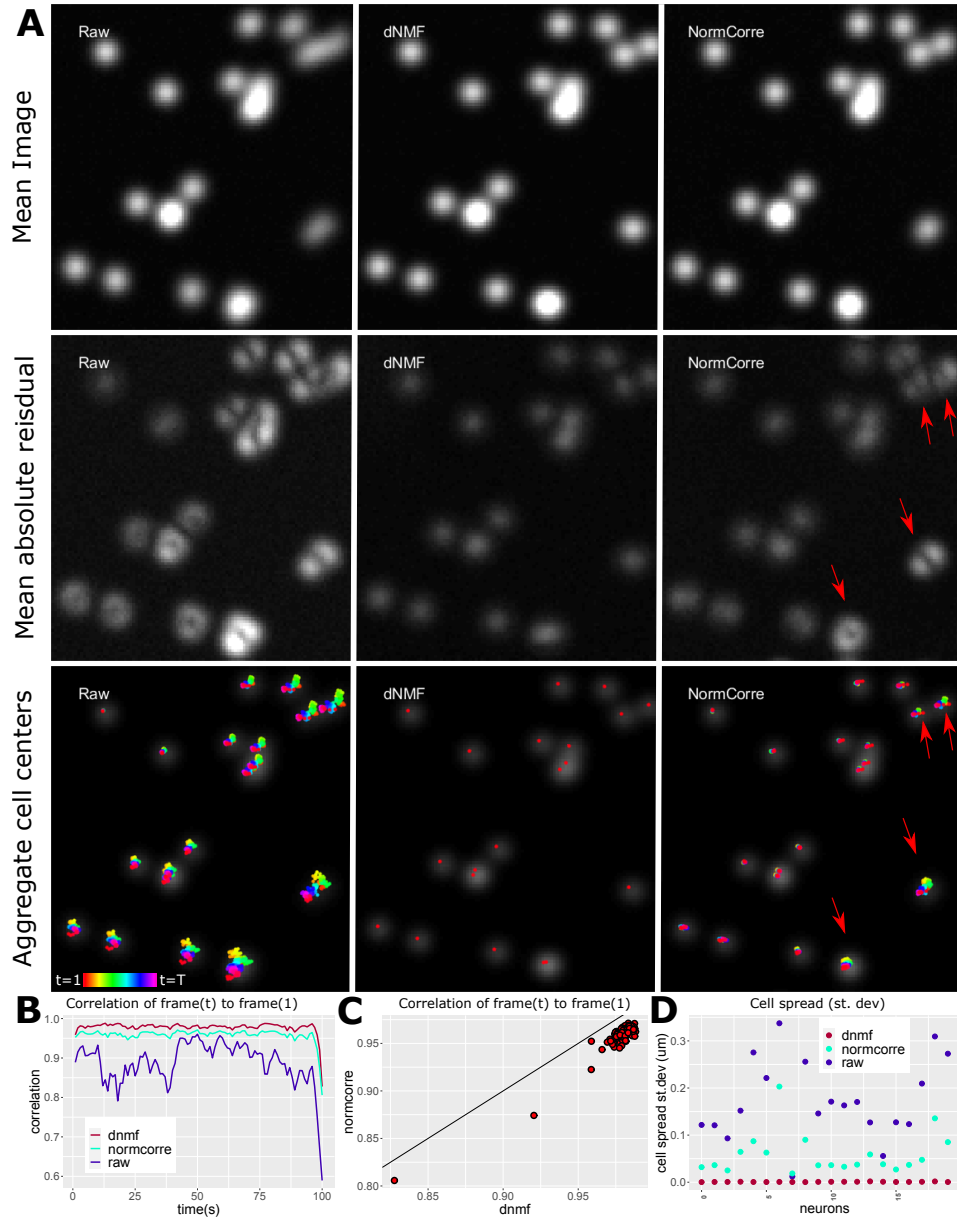 A
Raw
dNMF
NormCorre
Mean Image
Raw
dNMF
NormCorre
Mean absolute reisdual
Raw
dNMF
NormCorre
Aggregate cell centers
t=1
t=T
B
Correlation of frame(t) to frame(1)
1.0
0.9
0.8
0.7
0.6
correlation
dnmf
normcorre
raw
0
25
50
75
100
time(s)
C
Correlation of frame(t) to frame(1)
0.95
0.90
0.85
0.80
normcorre
0.85
0.90
0.95
dnmf
D
Cell spread (st. dev)
0.3
0.2
0.1
0.0
cell spread st.dev (um)
dnmf
normcorre
raw
0
5
10
15
neurons